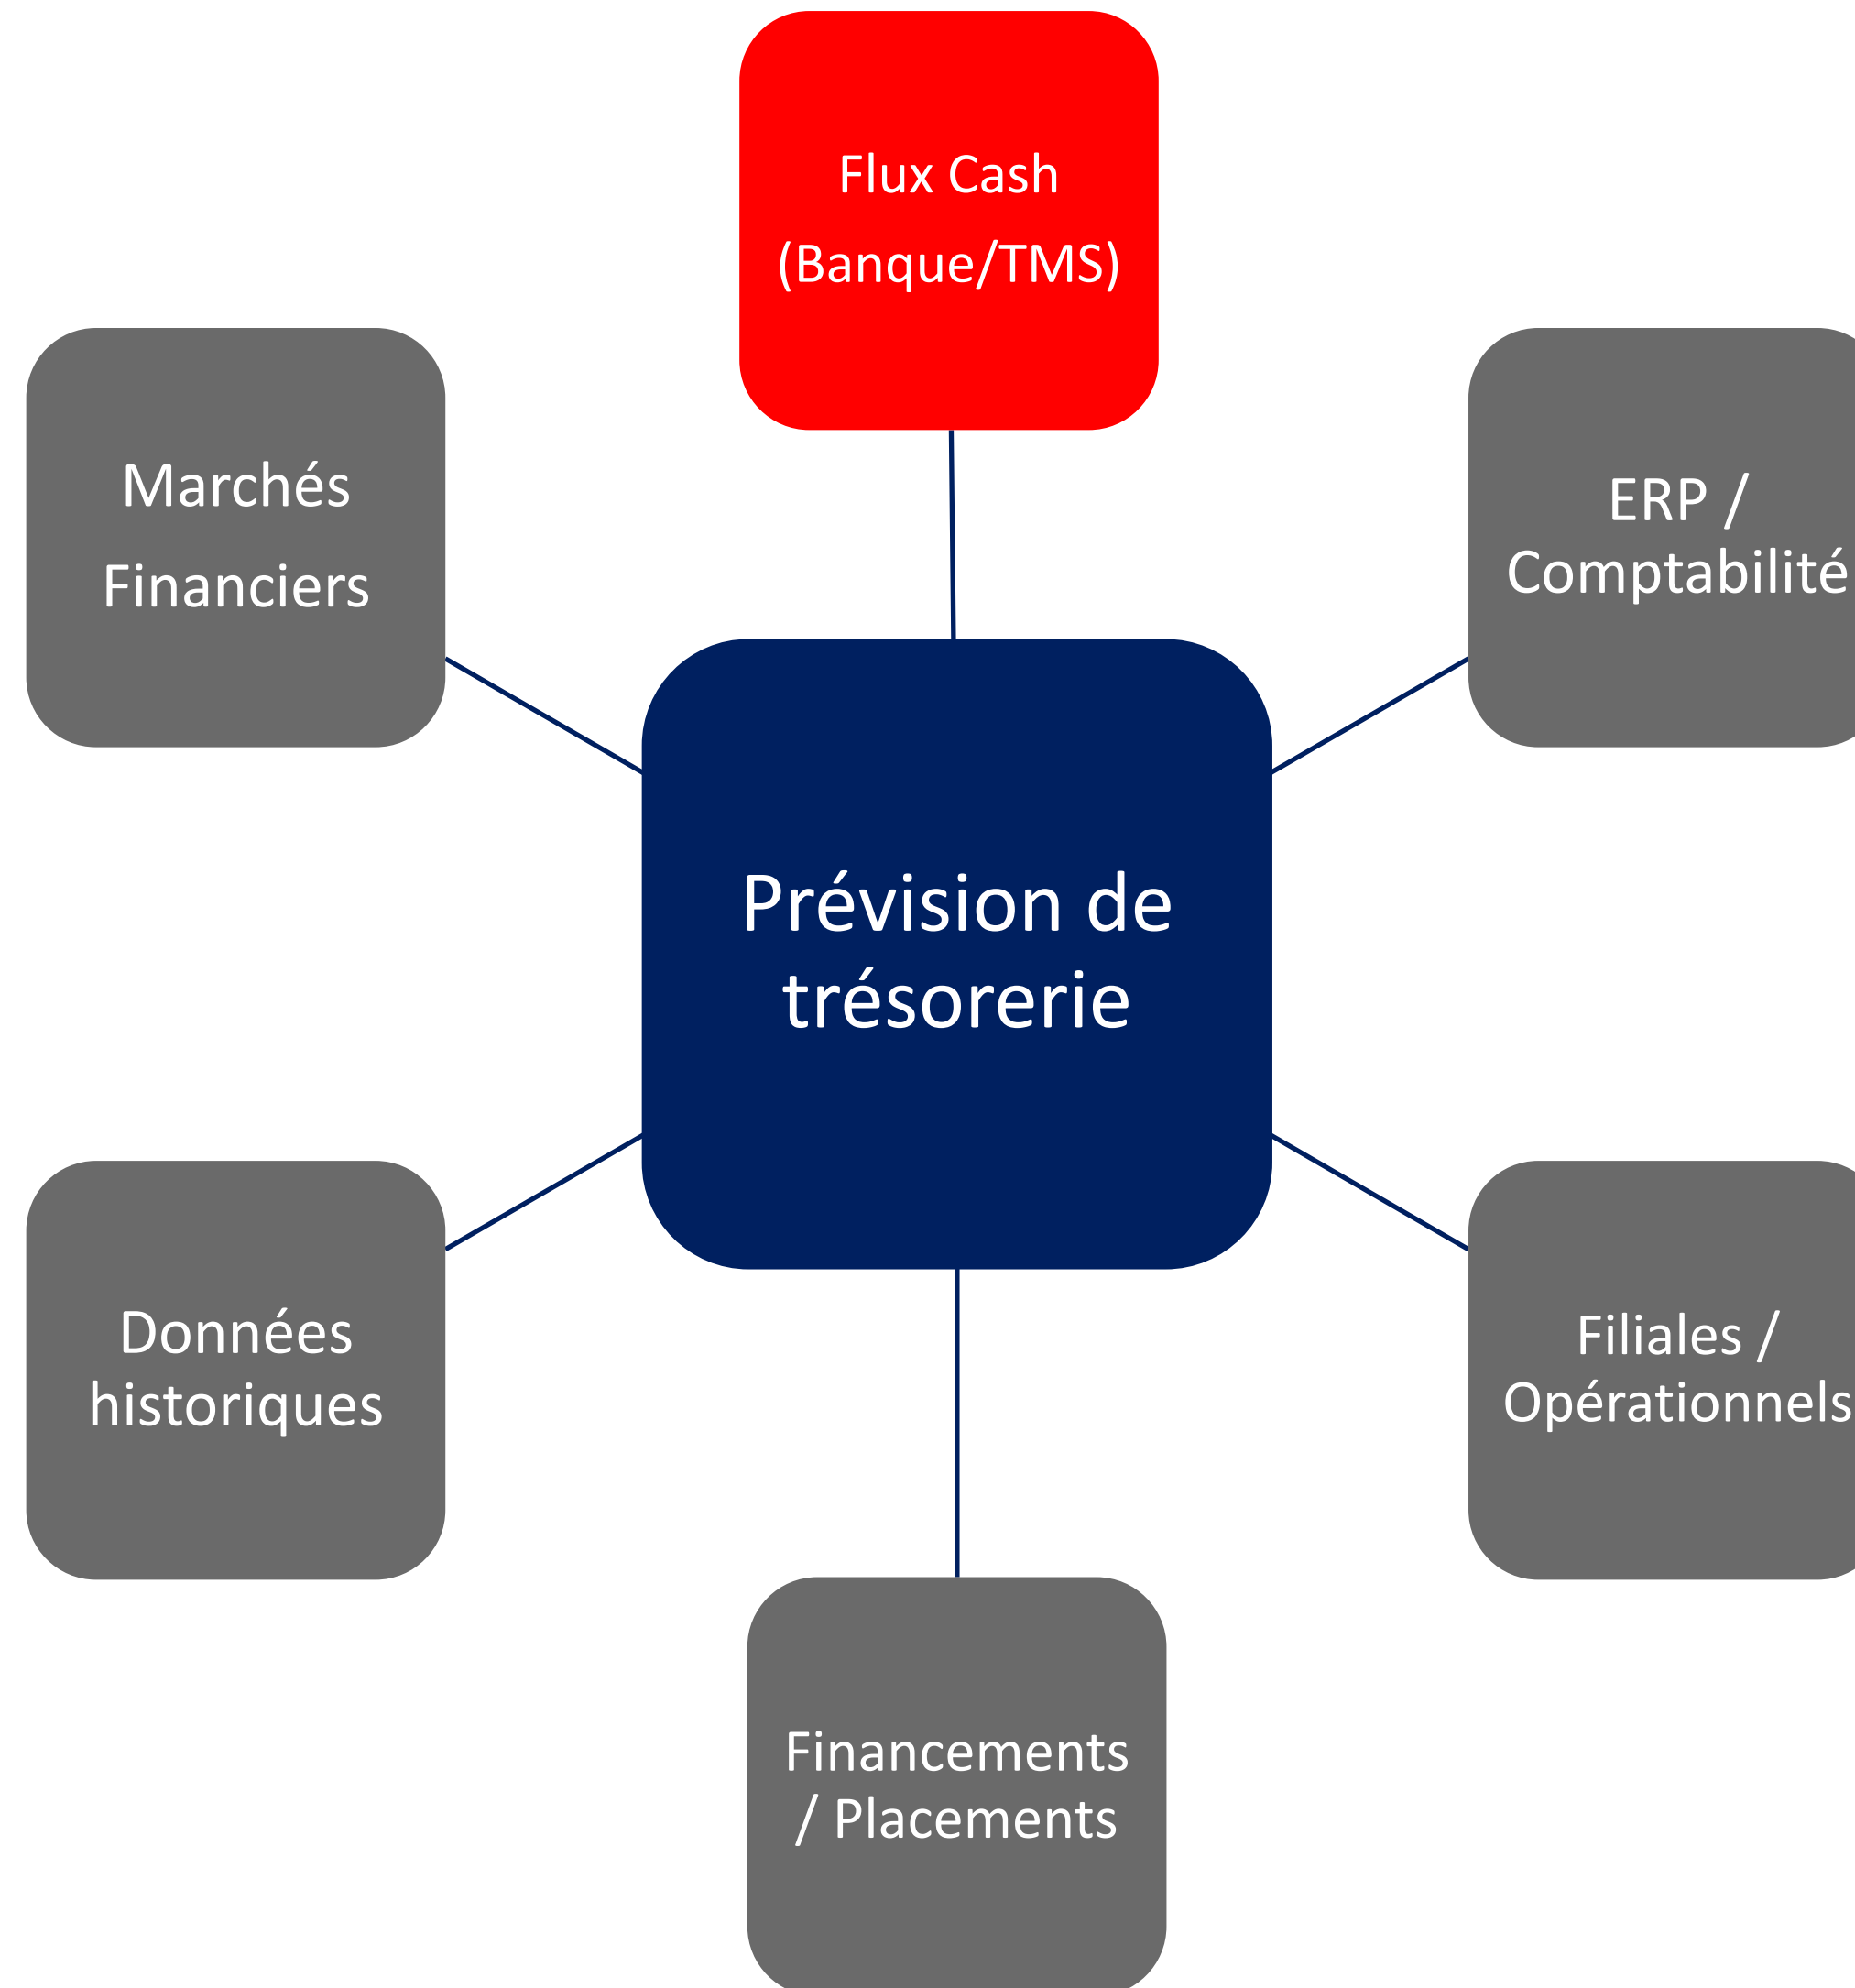 Flux Cash
(Banque/TMS)
Marchés
Financiers
ERP /
Comptabilité
Prévision de
trésorerie
Données
historiques
Filiales /
Opérationnels
Financements
/ Placements